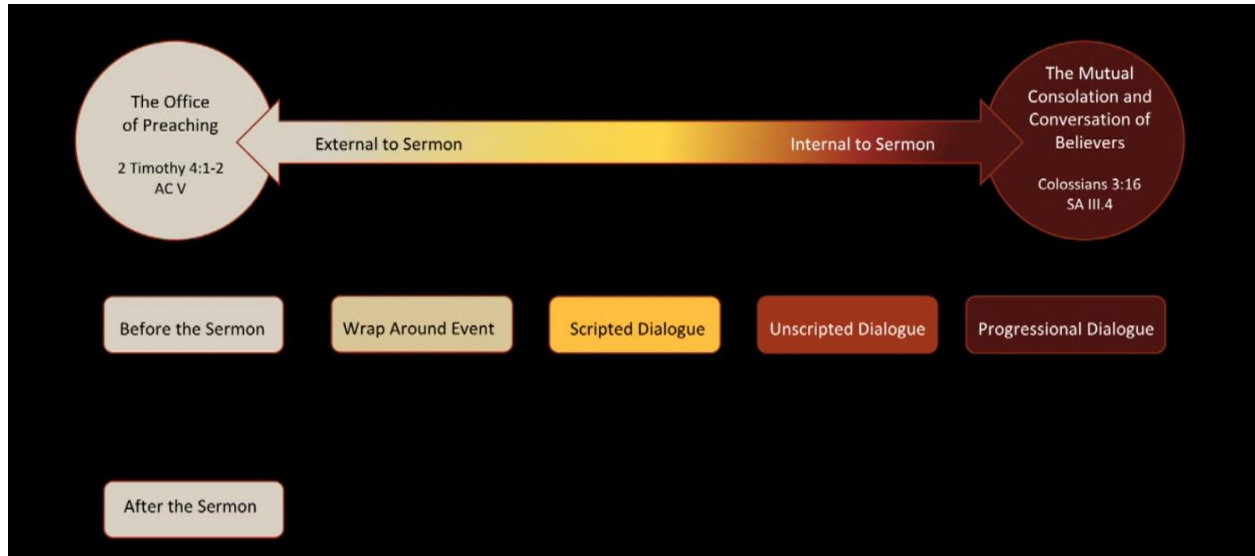 The Office
of Preaching
2 Timothy 4:1-2
AC V
External to Sermon
Internal to Sermon
The Mutual
Consolation and
Conversation of
Believers
Colossians 3:16
SA III.4
Before the Sermon
Wrap Around Event
Scripted Dialogue
Unscripted Dialogue
Progressional Dialogue
After the Sermon